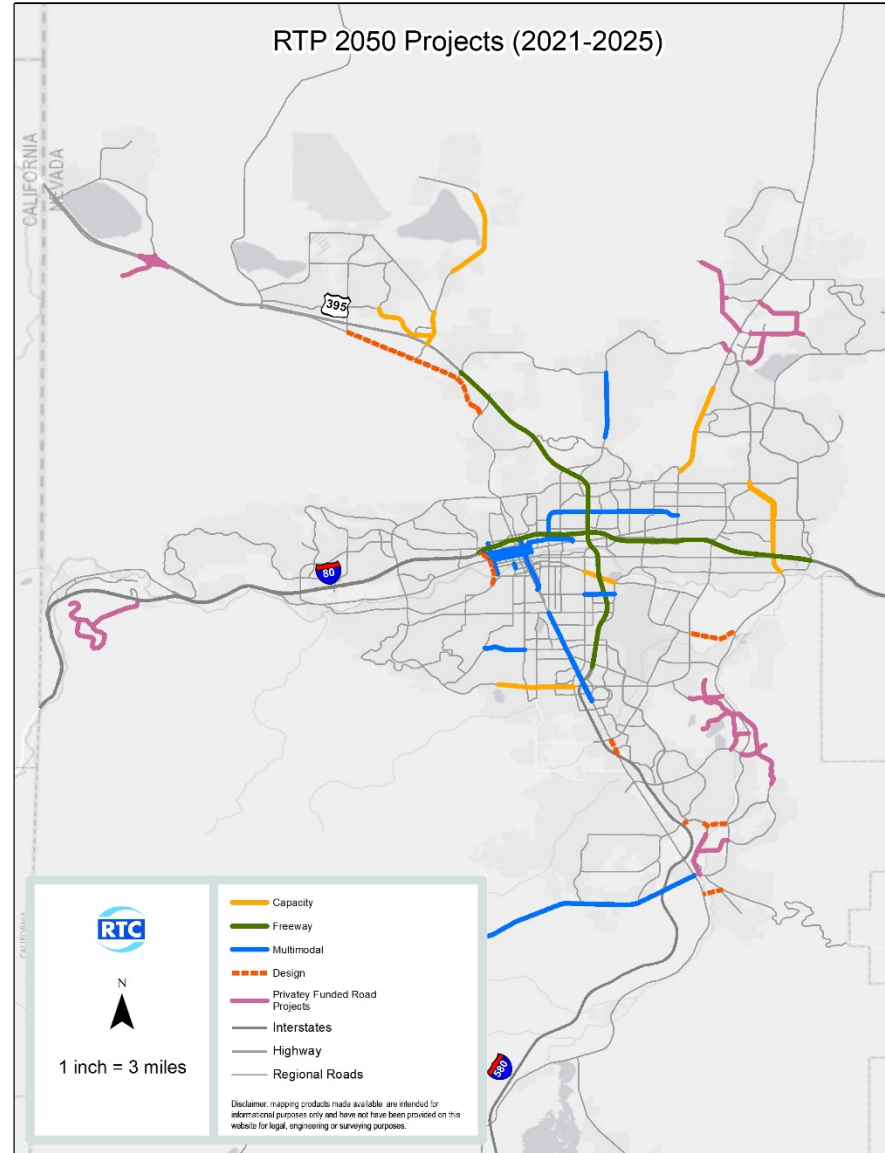 RTP 2050 Projects (2021-2025)
CALIFORNIA
NEVADA
395
80
RTC
N
1 inch = 3 miles
Capacity
Freeway
Multimodal
Design
Privatey Funded Road
Projects
Interstates
Highway
Regional Roads
Disclaimer: mapping products made available are intended for
informational purposes only and have not have been provided on this
website for legal, engineering or surveying purposes.
CALIFORNIA
580